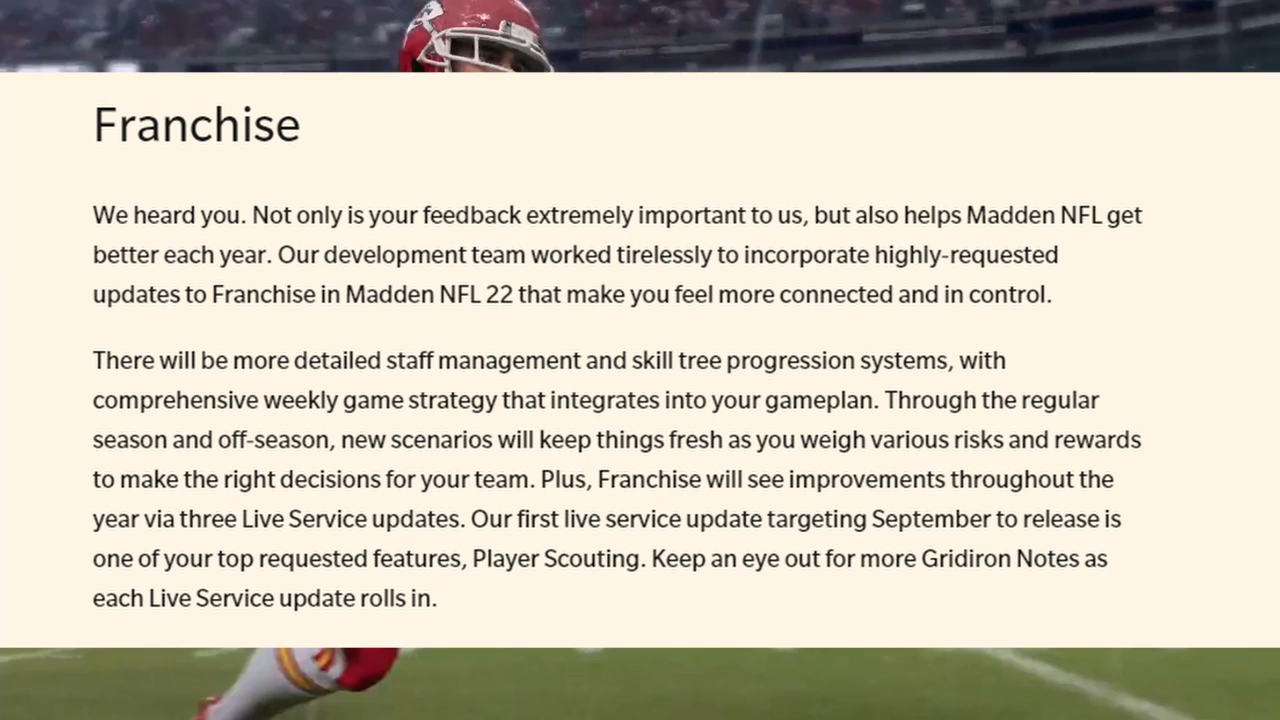 Franchise
We heard you. Not only is your feedback extremely important to us, but also helps Madden NFL get
better each year. Our development team worked tirelessly to incorporate highly-requested
updates to Franchise in Madden NFL 22 that make you feel more connected and in control.
There will be more detailed staff management and skill tree progression systems, with
comprehensive weekly game strategy that integrates into your gameplan. Through the regular
season and off-season, new scenarios will keep things fresh as you weigh various risks and rewards
to make the right decisions for your team. Plus, Franchise will see improvements throughout the
year via three Live Service updates. Our first live service update targeting September to release is
one of your top requested features, Player Scouting. Keep an eye out for more Gridiron Notes as
each Live Service update rolls in.